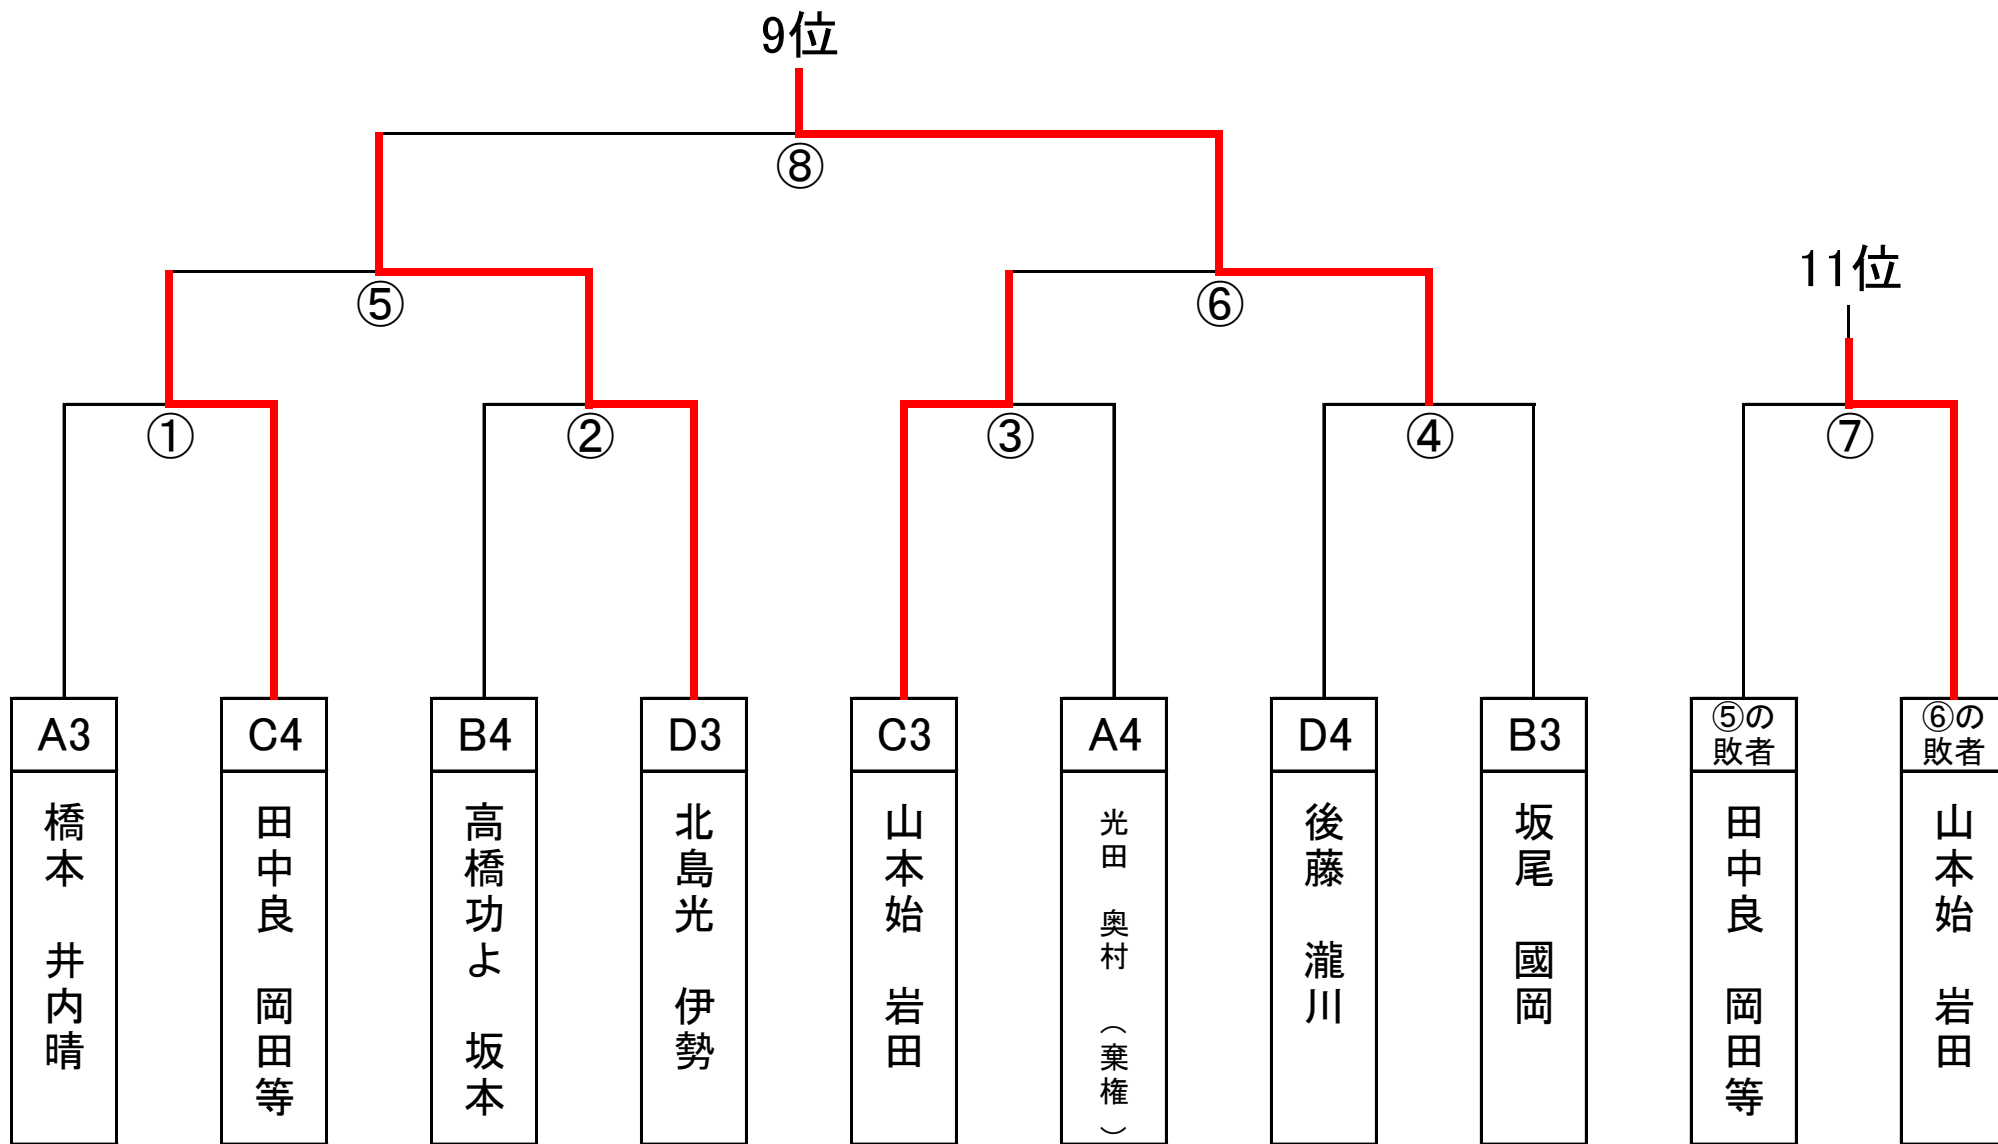 9位
⑧
11位
⑤
⑥
①
②
③
④
⑦
A3
C4
B4
D3
C3
A4
D4
B3
⑤の
敗者
⑥の
敗者
橋本　井内晴
田中良　岡田等
高橋功よ　坂本
北島光　伊勢
山本始　岩田
光田　奥村　（棄権）
後藤　瀧川
坂尾　國岡
田中良　岡田等
山本始　岩田